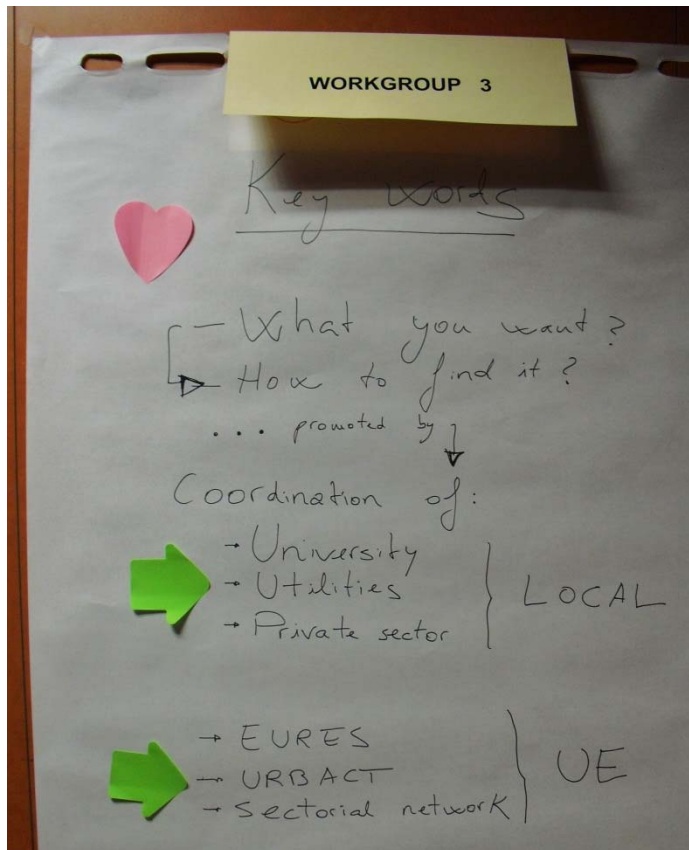 WORKGROUP 3
Key words
- What you want?
- How to find it?
... promoted by
Coordination of:
→ University
→ Utilities
→ Private sector
LOCAL
→ EURES
→ URBACT
→ Sectorial network
UE